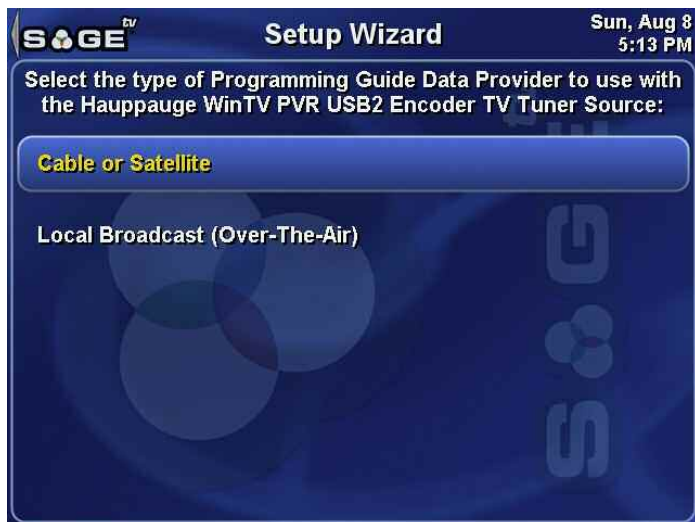 SAGE tv
Setup Wizard
Sun, Aug 8
5:13 PM
Select the type of Programming Guide Data Provider to use with
the Hauppauge WinTV PVR USB2 Encoder TV Tuner Source:
Cable or Satellite
Local Broadcast (Over-The-Air)
SAGE tv